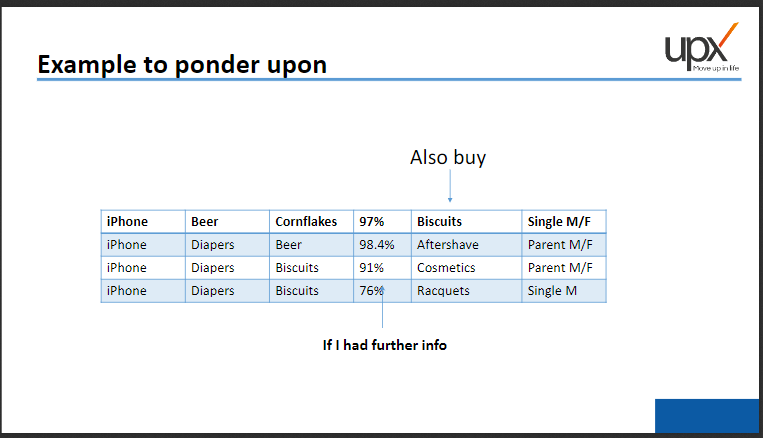 Example to ponder upon
upx
Move up in life
Also buy
iPhone Beer Cornflakes 97% Biscuits Single M/F
iPhone Diapers Beer 98.4% Aftershave Parent M/F
iPhone Diapers Biscuits 91% Cosmetics Parent M/F
iPhone Diapers Biscuits 76% Racquets Single M
If I had further info